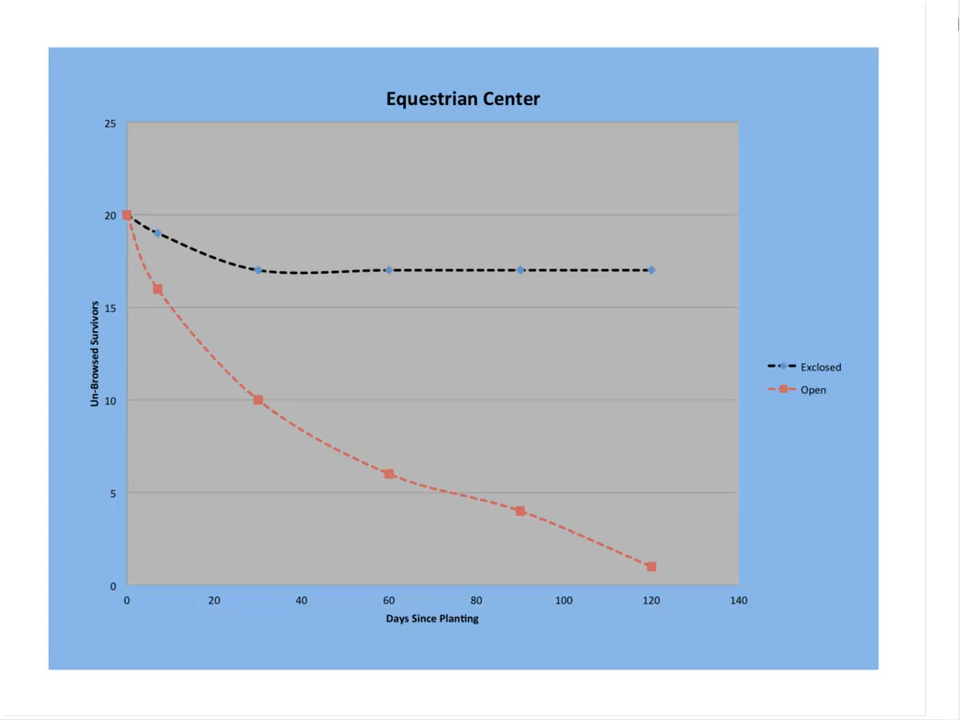 Equestrian Center
25
20
15
10
5
0
Un-Browsed Survivors
0 20 40 60 80 100 120 140
Days Since Planting
Exclosed
Open